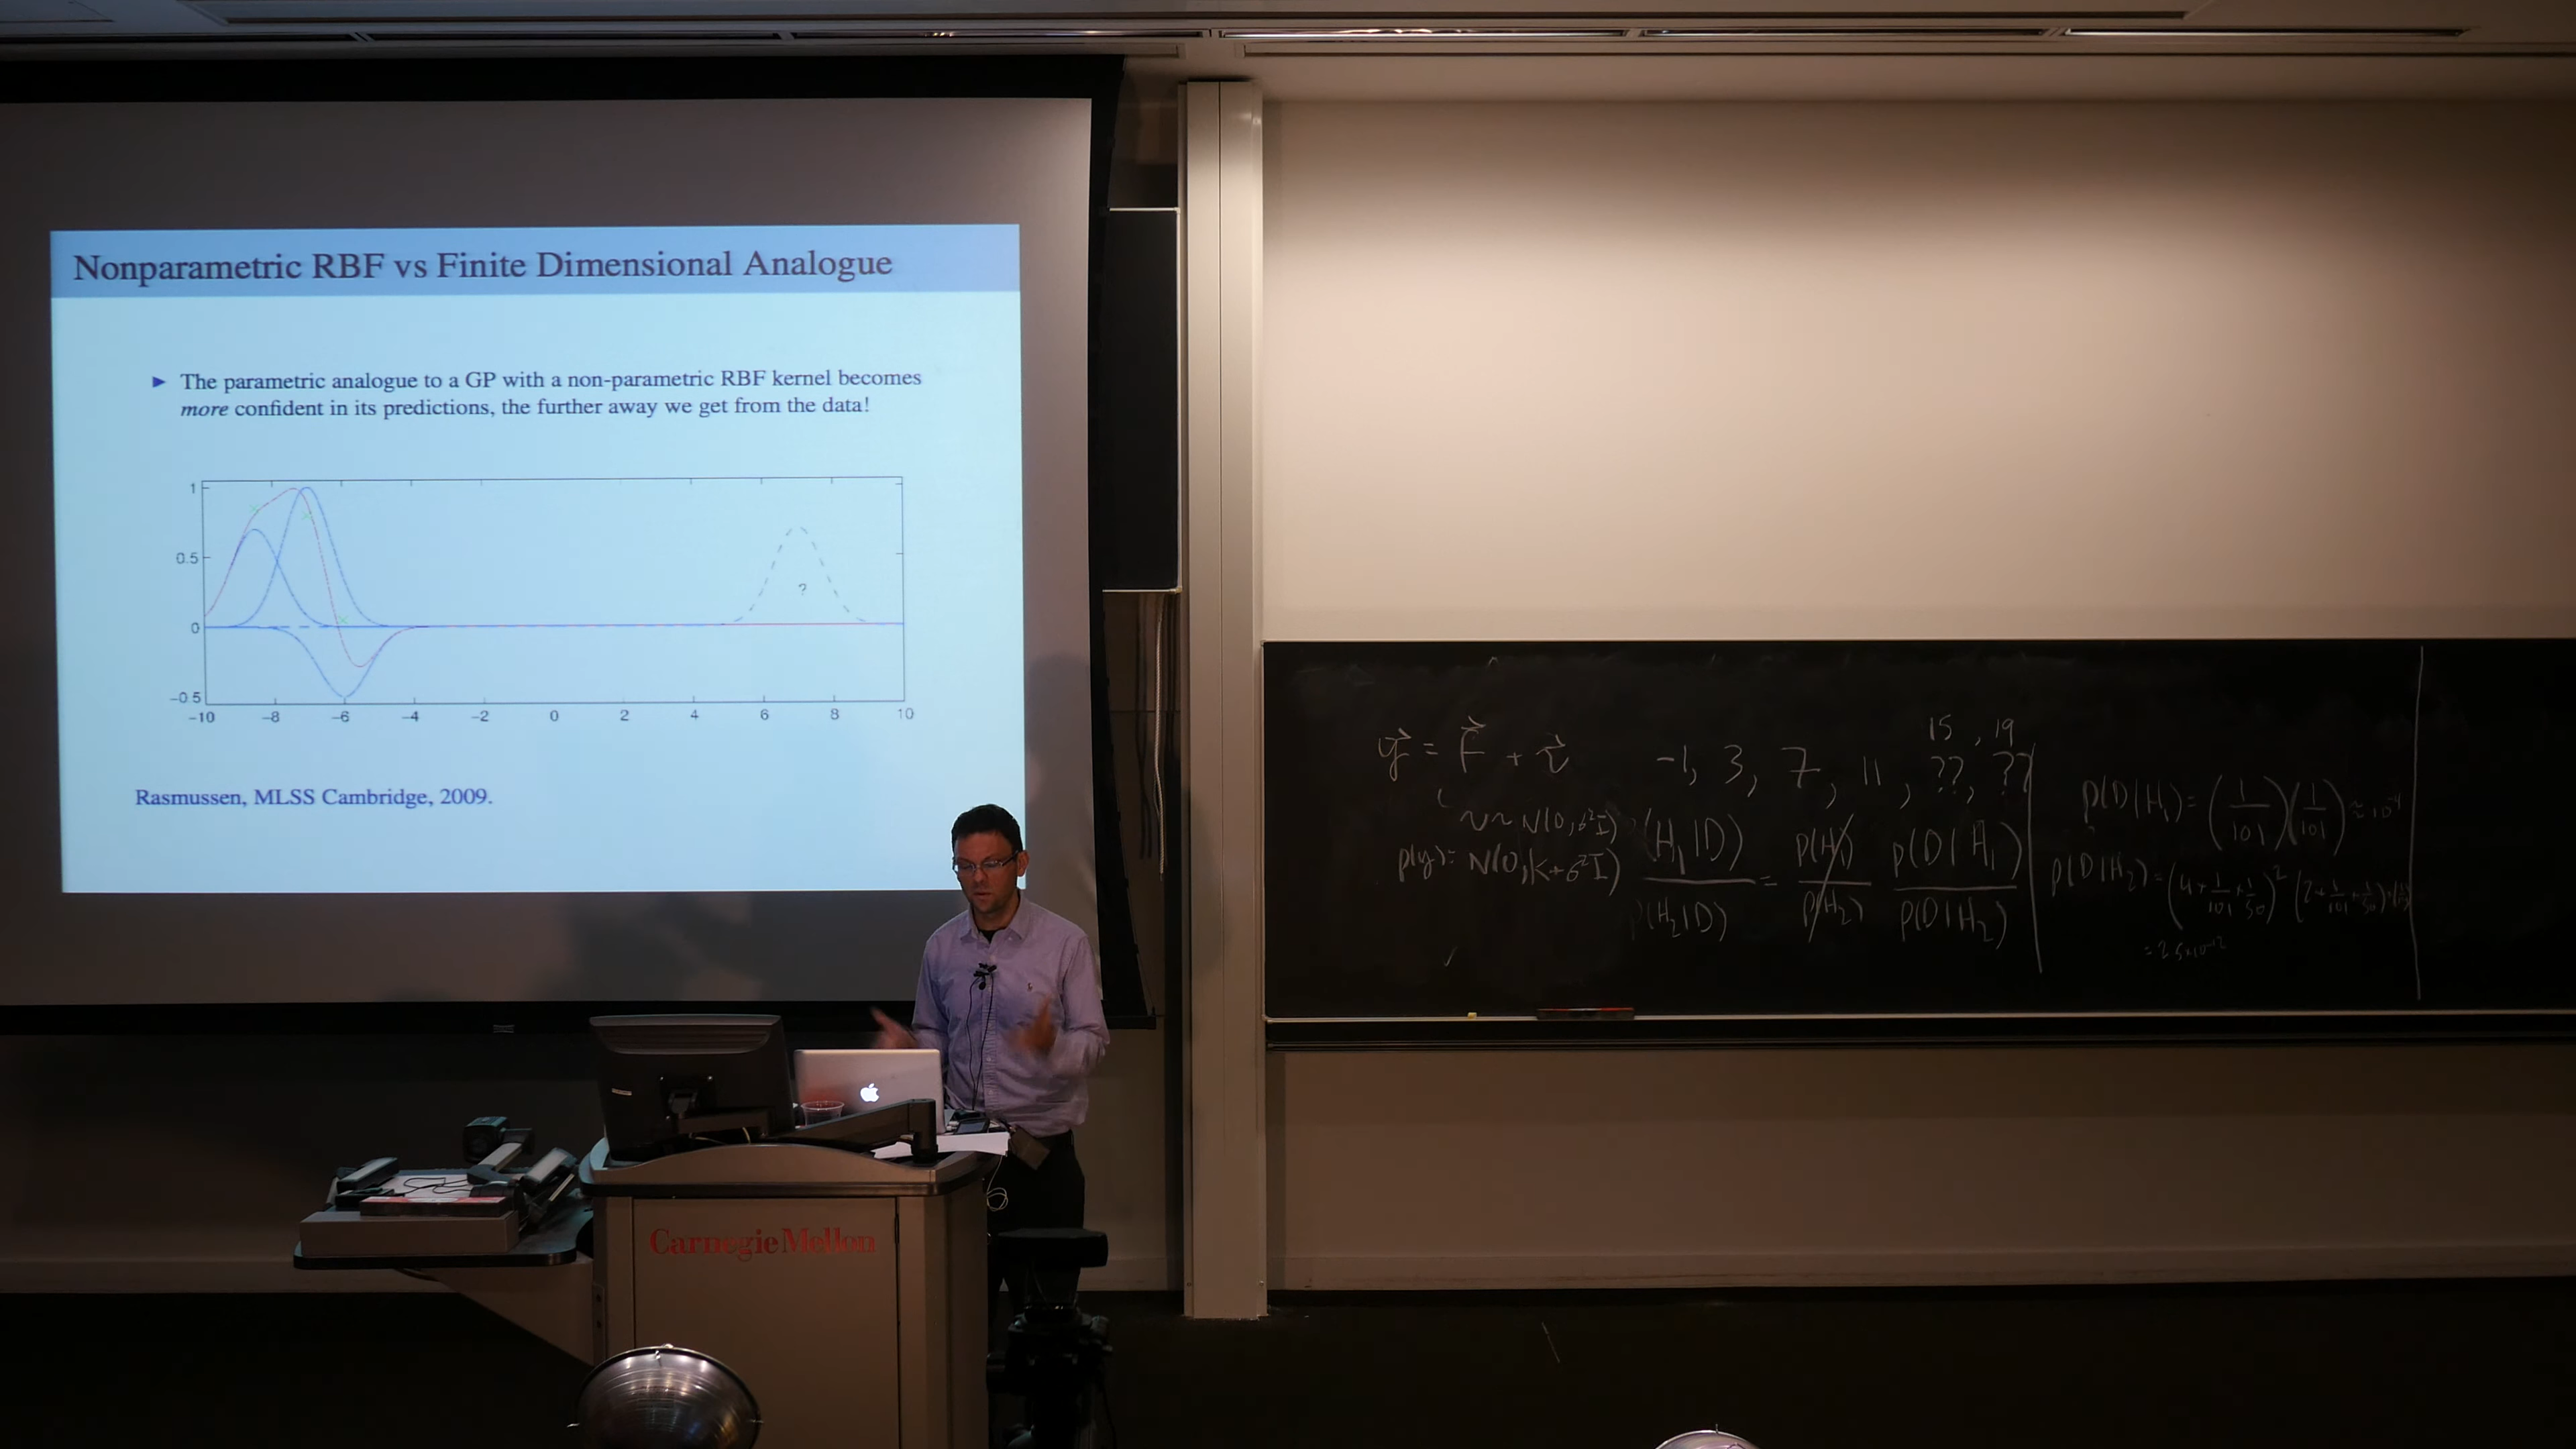 Nonparametric RBF vs Finite Dimensional Analogue
► The parametric analogue to a GP with a non-parametric RBF kernel becomes
more confident in its predictions, the further away we get from the data!
1
0.5
0
-0.5
?
-10 -8 -6 -4 -2 0 2 4 6 8 10
Rasmussen, MLSS Cambridge, 2009.
Carnegie Mellon
15, 19
-1, 3, 7, 11, ??, ??
p(y) = N(0, K+σ²I)
(H₁|D)
p(H₂|D)
=
p(H₁)
p(H₂)
p(D|H₁)
p(D|H₂)
p(D|H₁) = (1/101)(1/101) ≈ 10⁻⁴
p(D|H₂) =